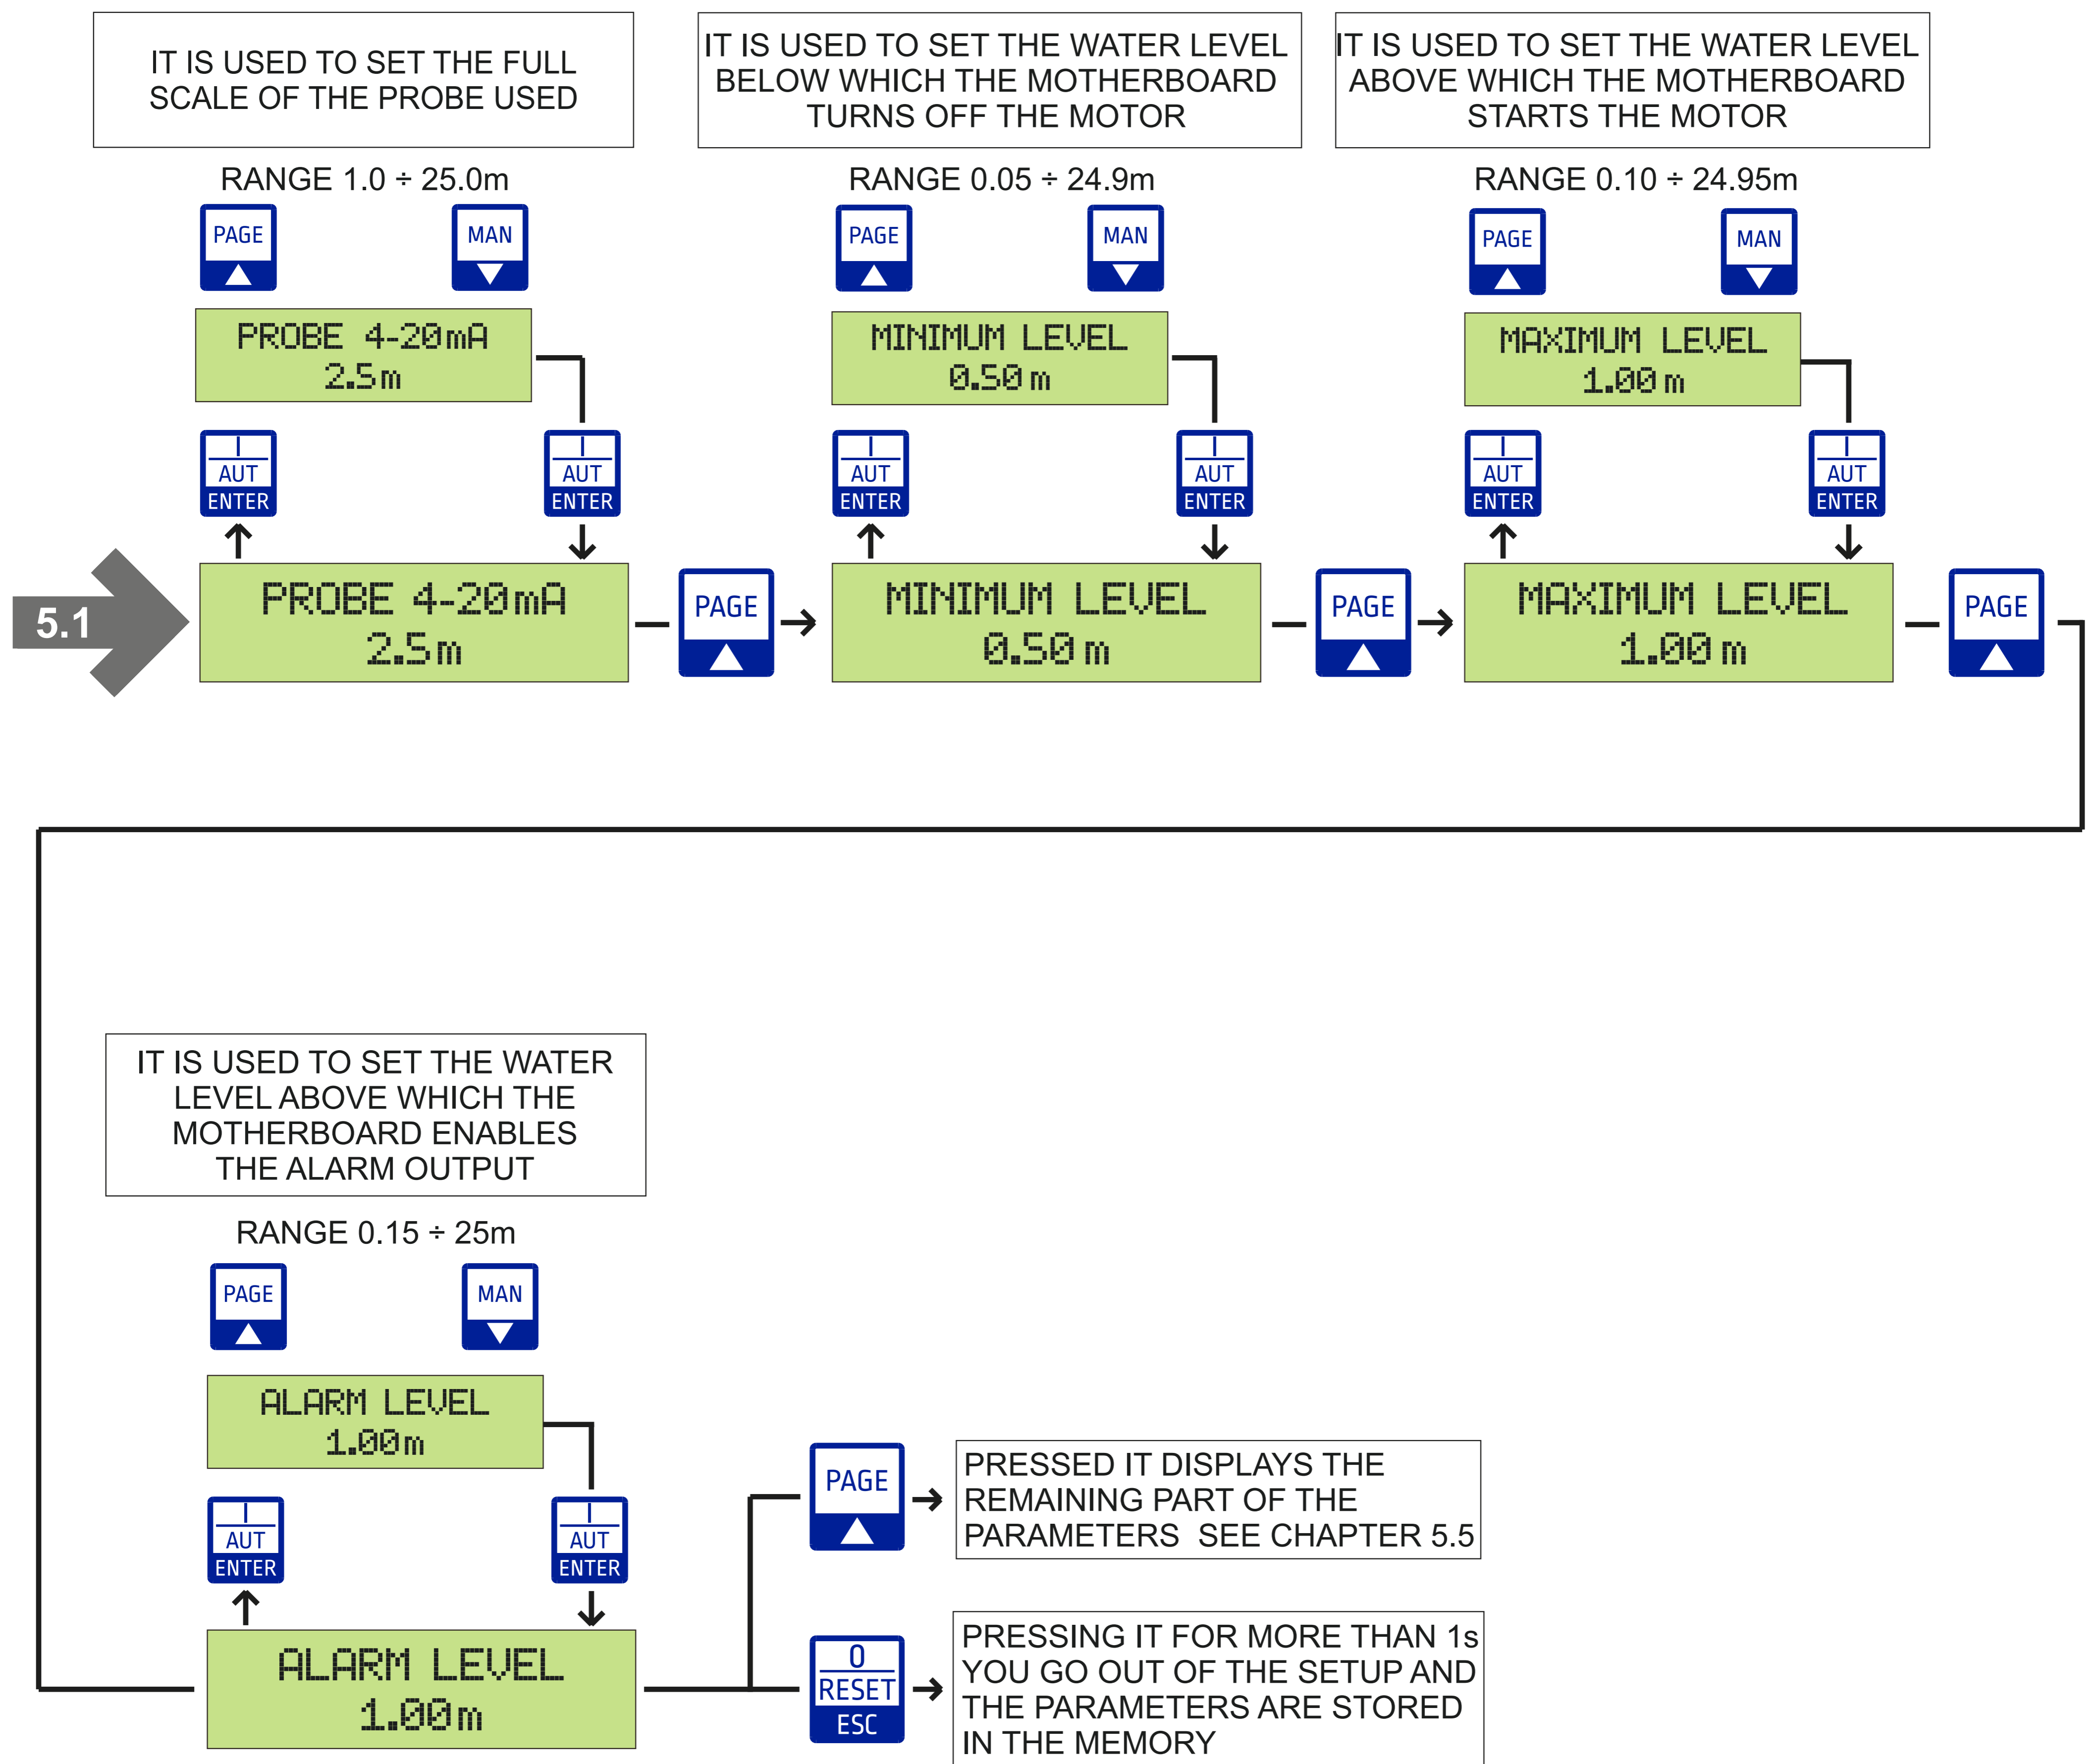 IT IS USED TO SET THE FULL
SCALE OF THE PROBE USED
RANGE 1.0 ÷ 25.0m
PAGE
MAN
PROBE 4-20mA
2.5m
I
AUT
ENTER
I
AUT
ENTER
5.1
PROBE 4-20mA
2.5m
PAGE
IT IS USED TO SET THE WATER LEVEL
BELOW WHICH THE MOTHERBOARD
TURNS OFF THE MOTOR
RANGE 0.05 ÷ 24.9m
PAGE
MAN
MINIMUM LEVEL
0.50 m
I
AUT
ENTER
I
AUT
ENTER
MINIMUM LEVEL
0.50 m
PAGE
IT IS USED TO SET THE WATER LEVEL
ABOVE WHICH THE MOTHERBOARD
STARTS THE MOTOR
RANGE 0.10 ÷ 24.95m
PAGE
MAN
MAXIMUM LEVEL
1.00 m
I
AUT
ENTER
I
AUT
ENTER
MAXIMUM LEVEL
1.00 m
PAGE
IT IS USED TO SET THE WATER
LEVEL ABOVE WHICH THE
MOTHERBOARD ENABLES
THE ALARM OUTPUT
RANGE 0.15 ÷ 25m
PAGE
MAN
ALARM LEVEL
1.00m
I
AUT
ENTER
I
AUT
ENTER
ALARM LEVEL
1.00m
PAGE
PRESSED IT DISPLAYS THE
REMAINING PART OF THE
PARAMETERS  SEE CHAPTER 5.5
0
RESET
ESC
PRESSING IT FOR MORE THAN 1s
YOU GO OUT OF THE SETUP AND
THE PARAMETERS ARE STORED
IN THE MEMORY